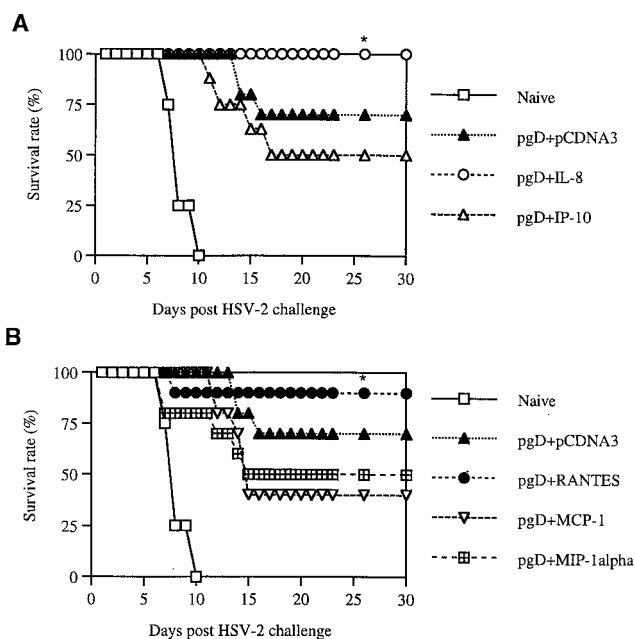 A
*
100
75
50
25
0
Survival rate (%)
0 5 10 15 20 25 30
Days post HSV-2 challenge
Naive
pgD+pCDNA3
pgD+IL-8
pgD+IP-10
B
*
100
75
50
25
0
Survival rate (%)
0 5 10 15 20 25 30
Days post HSV-2 challenge
Naive
pgD+pCDNA3
pgD+RANTES
pgD+MCP-1
pgD+MIP-1alpha